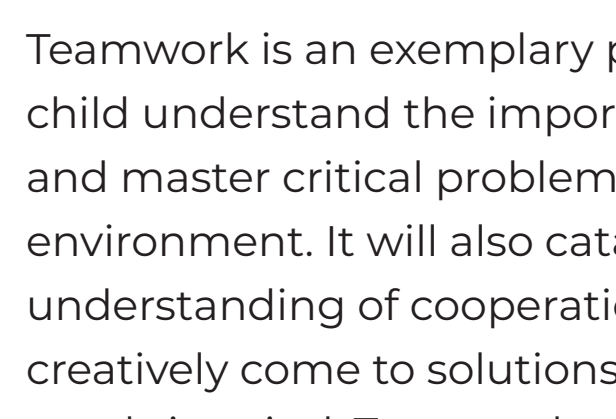 Teamwork is an exemplary
child understand the impor
and master critical problem
environment. It will also cata
understanding of cooperati
creatively come to solutions